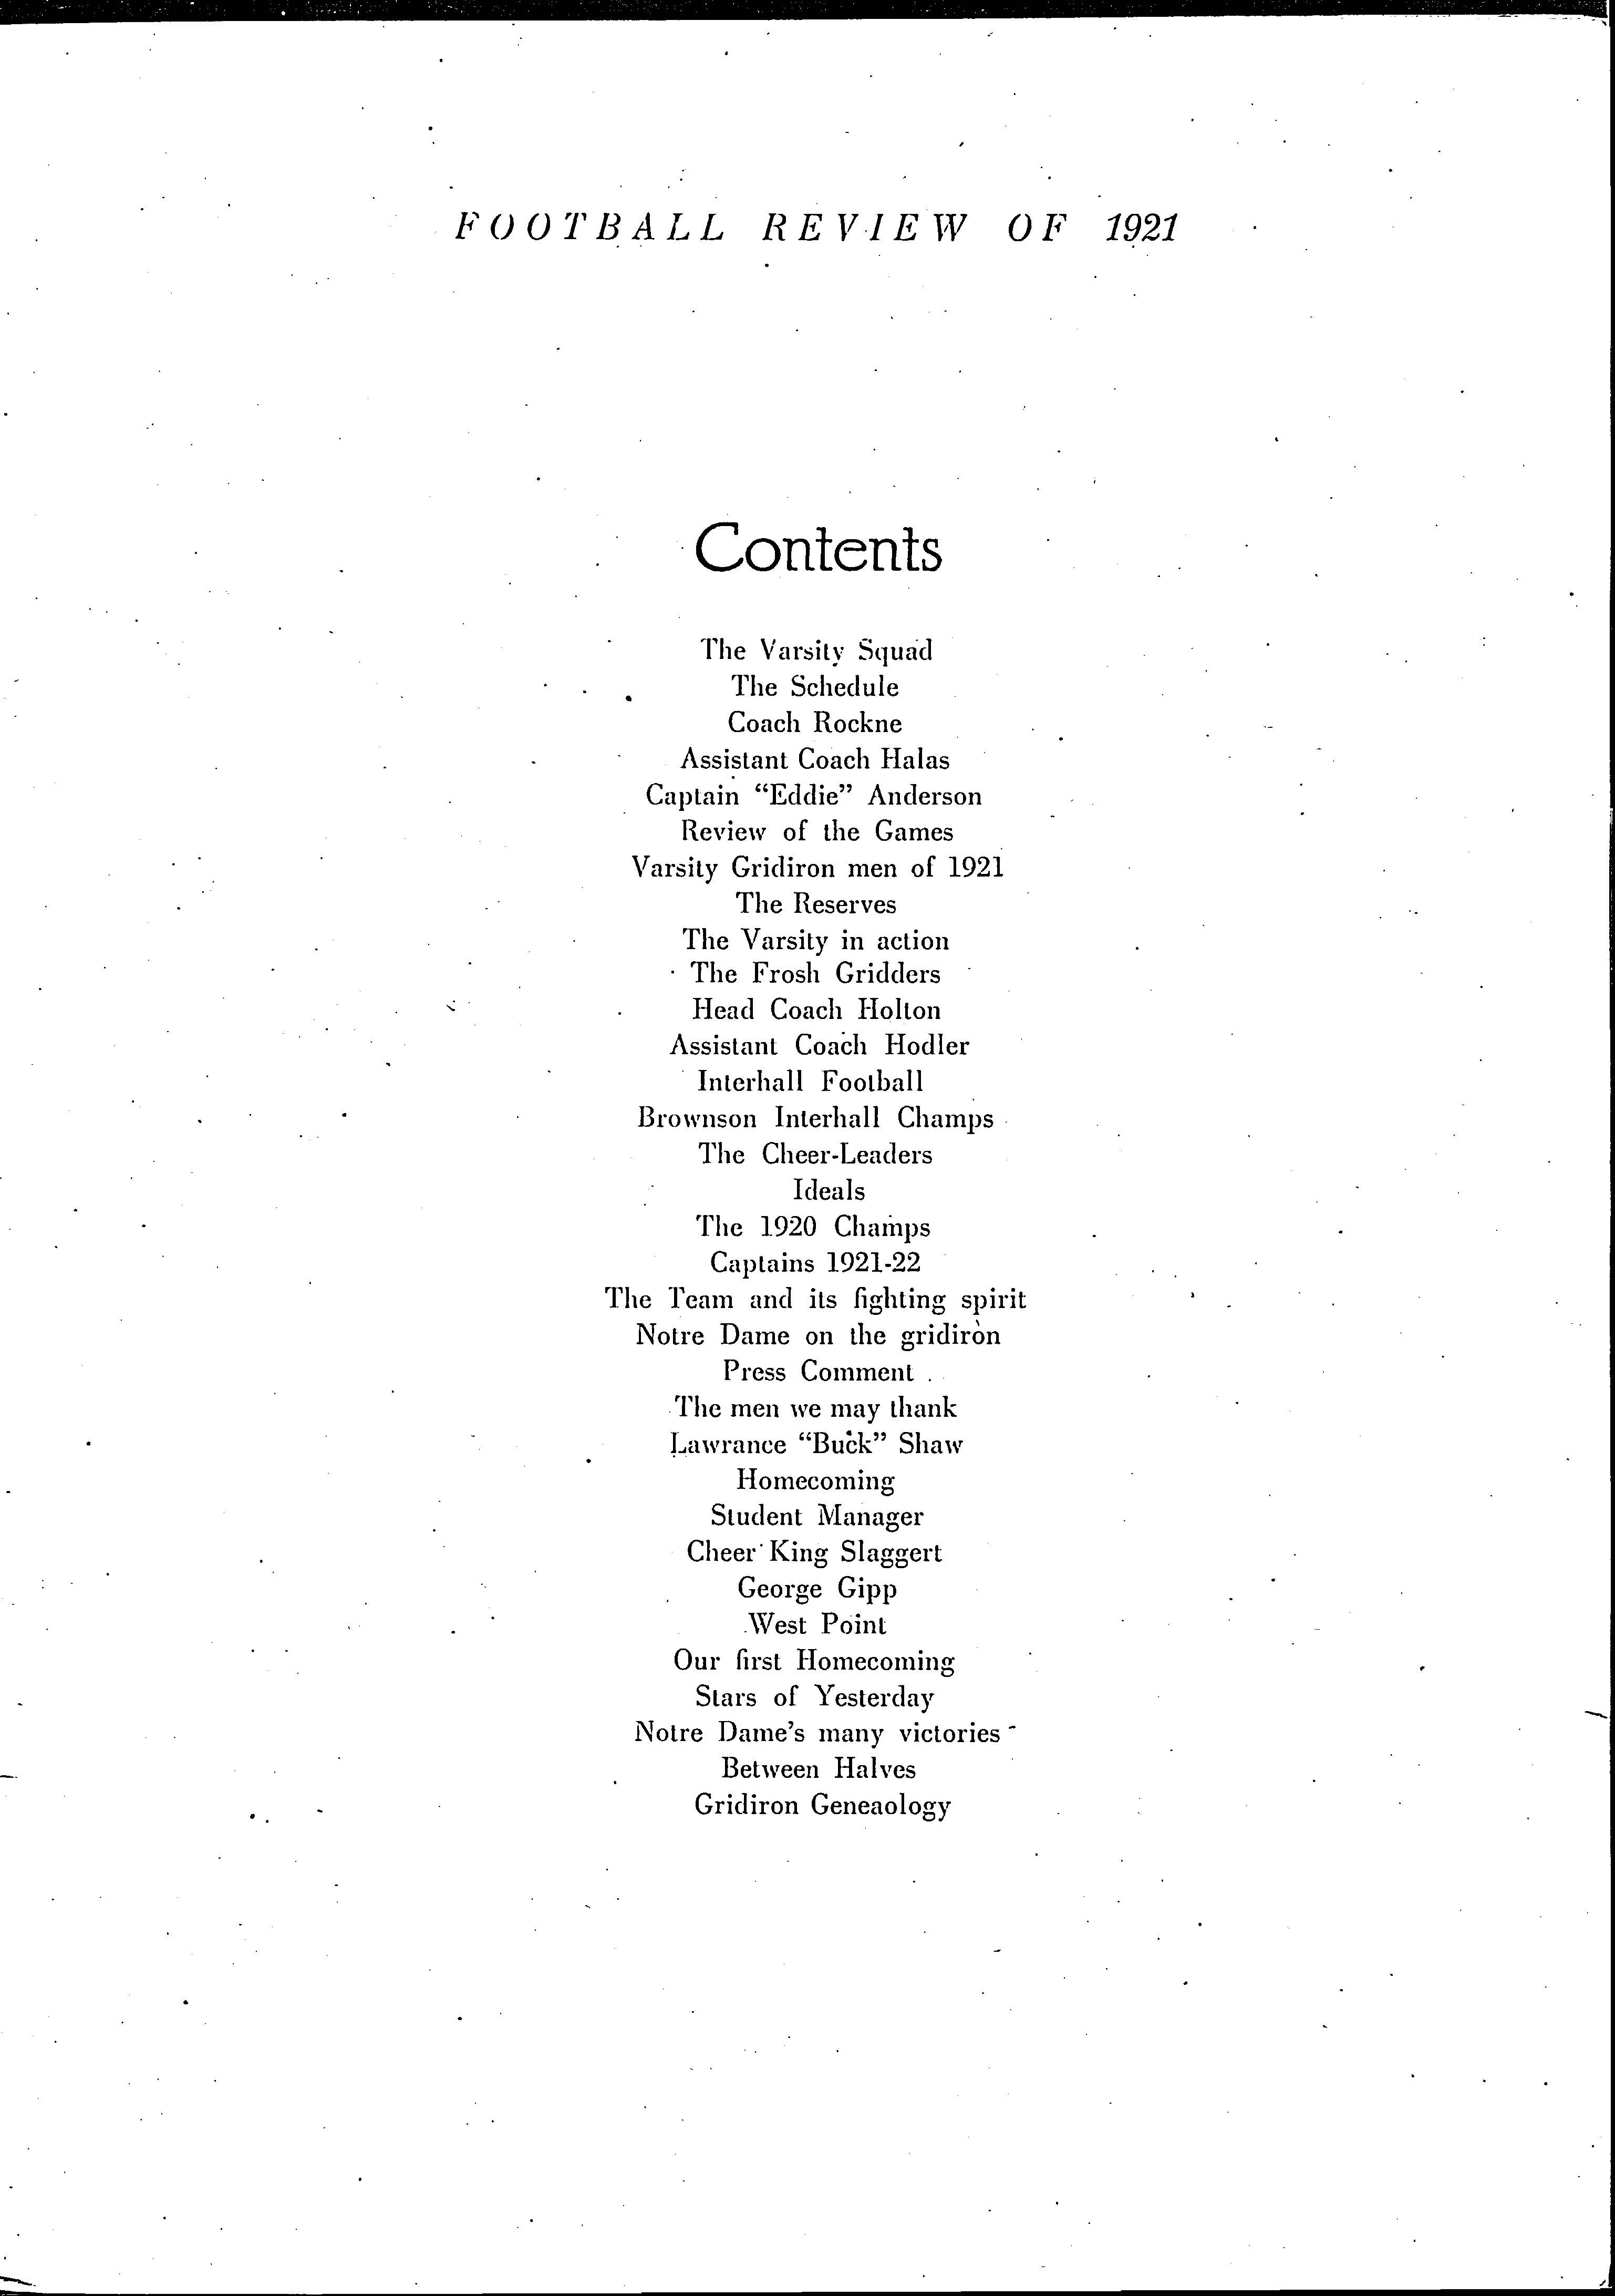 FOOTBALL REVIEW OF 1921
Contents
The Varsity Squad
The Schedule
Coach Rockne
Assistant Coach Halas
Captain “Eddie” Anderson
Review of the Games
Varsity Gridiron men of 1921
The Reserves
The Varsity in action
The Frosh Gridders
Head Coach Holton
Assistant Coach Hodler
Interhall Football
Brownson Interhall Champs
The Cheer-Leaders
Ideals
The 1920 Champs
Captains 1921-22
The Team and its fighting spirit
Notre Dame on the gridiron
Press Comment
The men we may thank
Lawrance “Buck” Shaw
Homecoming
Student Manager
Cheer King Slaggert
George Gipp
West Point
Our first Homecoming
Stars of Yesterday
Notre Dame’s many victories
Between Halves
Gridiron Geneaology